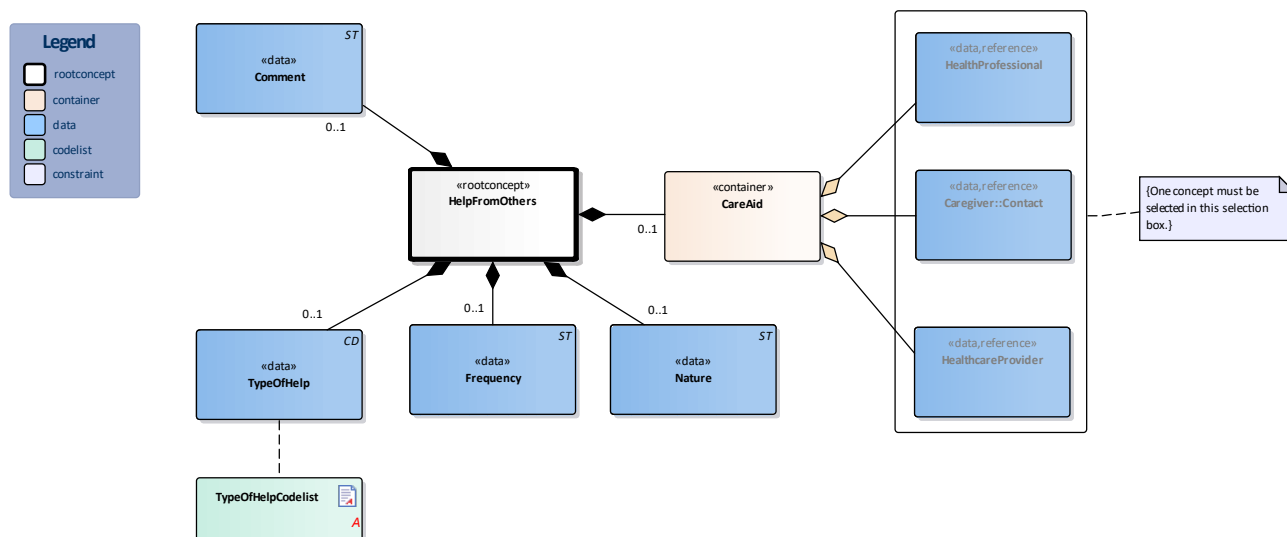 Legend
rootconcept
container
data
codelist
constraint
ST
«data»
Comment
0..1
«rootconcept»
HelpFromOthers
0..1
«container»
CareAid
«data,reference»
HealthProfessional
«data,reference»
Caregiver::Contact
«data,reference»
HealthcareProvider
{One concept must be
selected in this selection
box.}
0..1
0..1
0..1
CD
«data»
TypeOfHelp
ST
«data»
Frequency
ST
«data»
Nature
TypeOfHelpCodelist
A